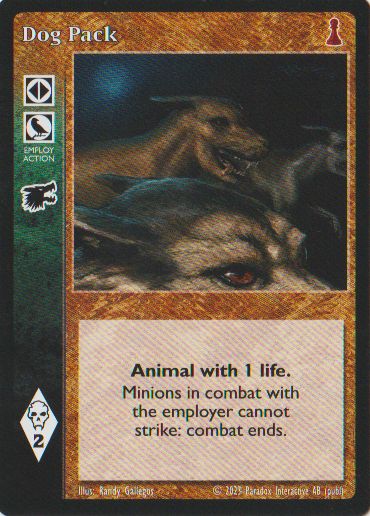 Dog Pack
EMPLOY
ACTION
Animal with 1 life.
Minions in combat with
the employer cannot
strike: combat ends.
2
Illus: Randy Gallegos © 2023 Paradox Interactive AB (publ)